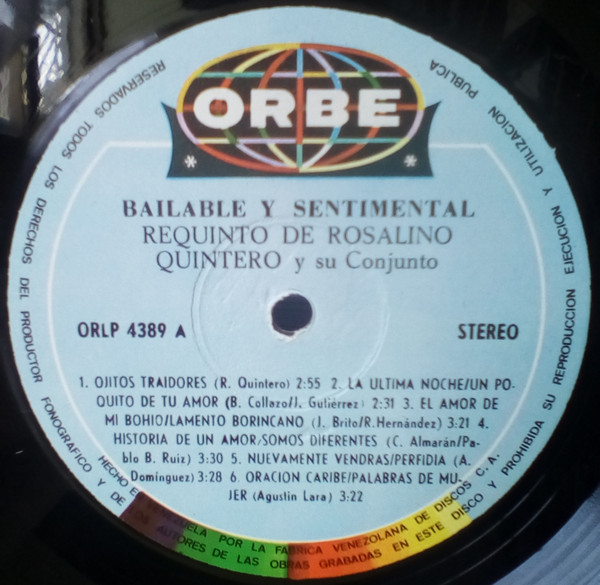 ORBE
BAILABLE Y SENTIMENTAL
REQUINTO DE ROSALINO
QUINTERO y su Conjunto
ORLP 4389 A
STEREO
1. OJITOS TRAIDORES (R. Quintero) 2:55 2. LA ULTIMA NOCHE/UN PO-
QUITO DE TU AMOR (B. Collazo/J. Gutiérrez) 2:31 3. EL AMOR DE
MI BOHIO/LAMENTO BORINCANO (J. Brito/R. Hernández) 3:21 4.
HISTORIA DE UN AMOR/SOMOS DIFERENTES (C. Almarán/Pa-
blo B. Ruiz) 3:30 5. NUEVAMENTE VENDRAS/PERFIDIA (A.
Domínguez) 3:28 6. ORACION CARIBE/PALABRAS DE MU-
JER (Agustin Lara) 3:22
HECHO EN VENEZUELA POR LA FABRICA VENEZOLANA DE DISCOS C. A.
RESERVADOS TODOS LOS DERECHOS DEL PRODUCTOR FONOGRAFICO Y DE LOS AUTORES DE LAS OBRAS GRABADAS EN ESTE DISCO Y PROHIBIDA SU REPRODUCCION EJECUCION Y UTILIZACION PUBLICA